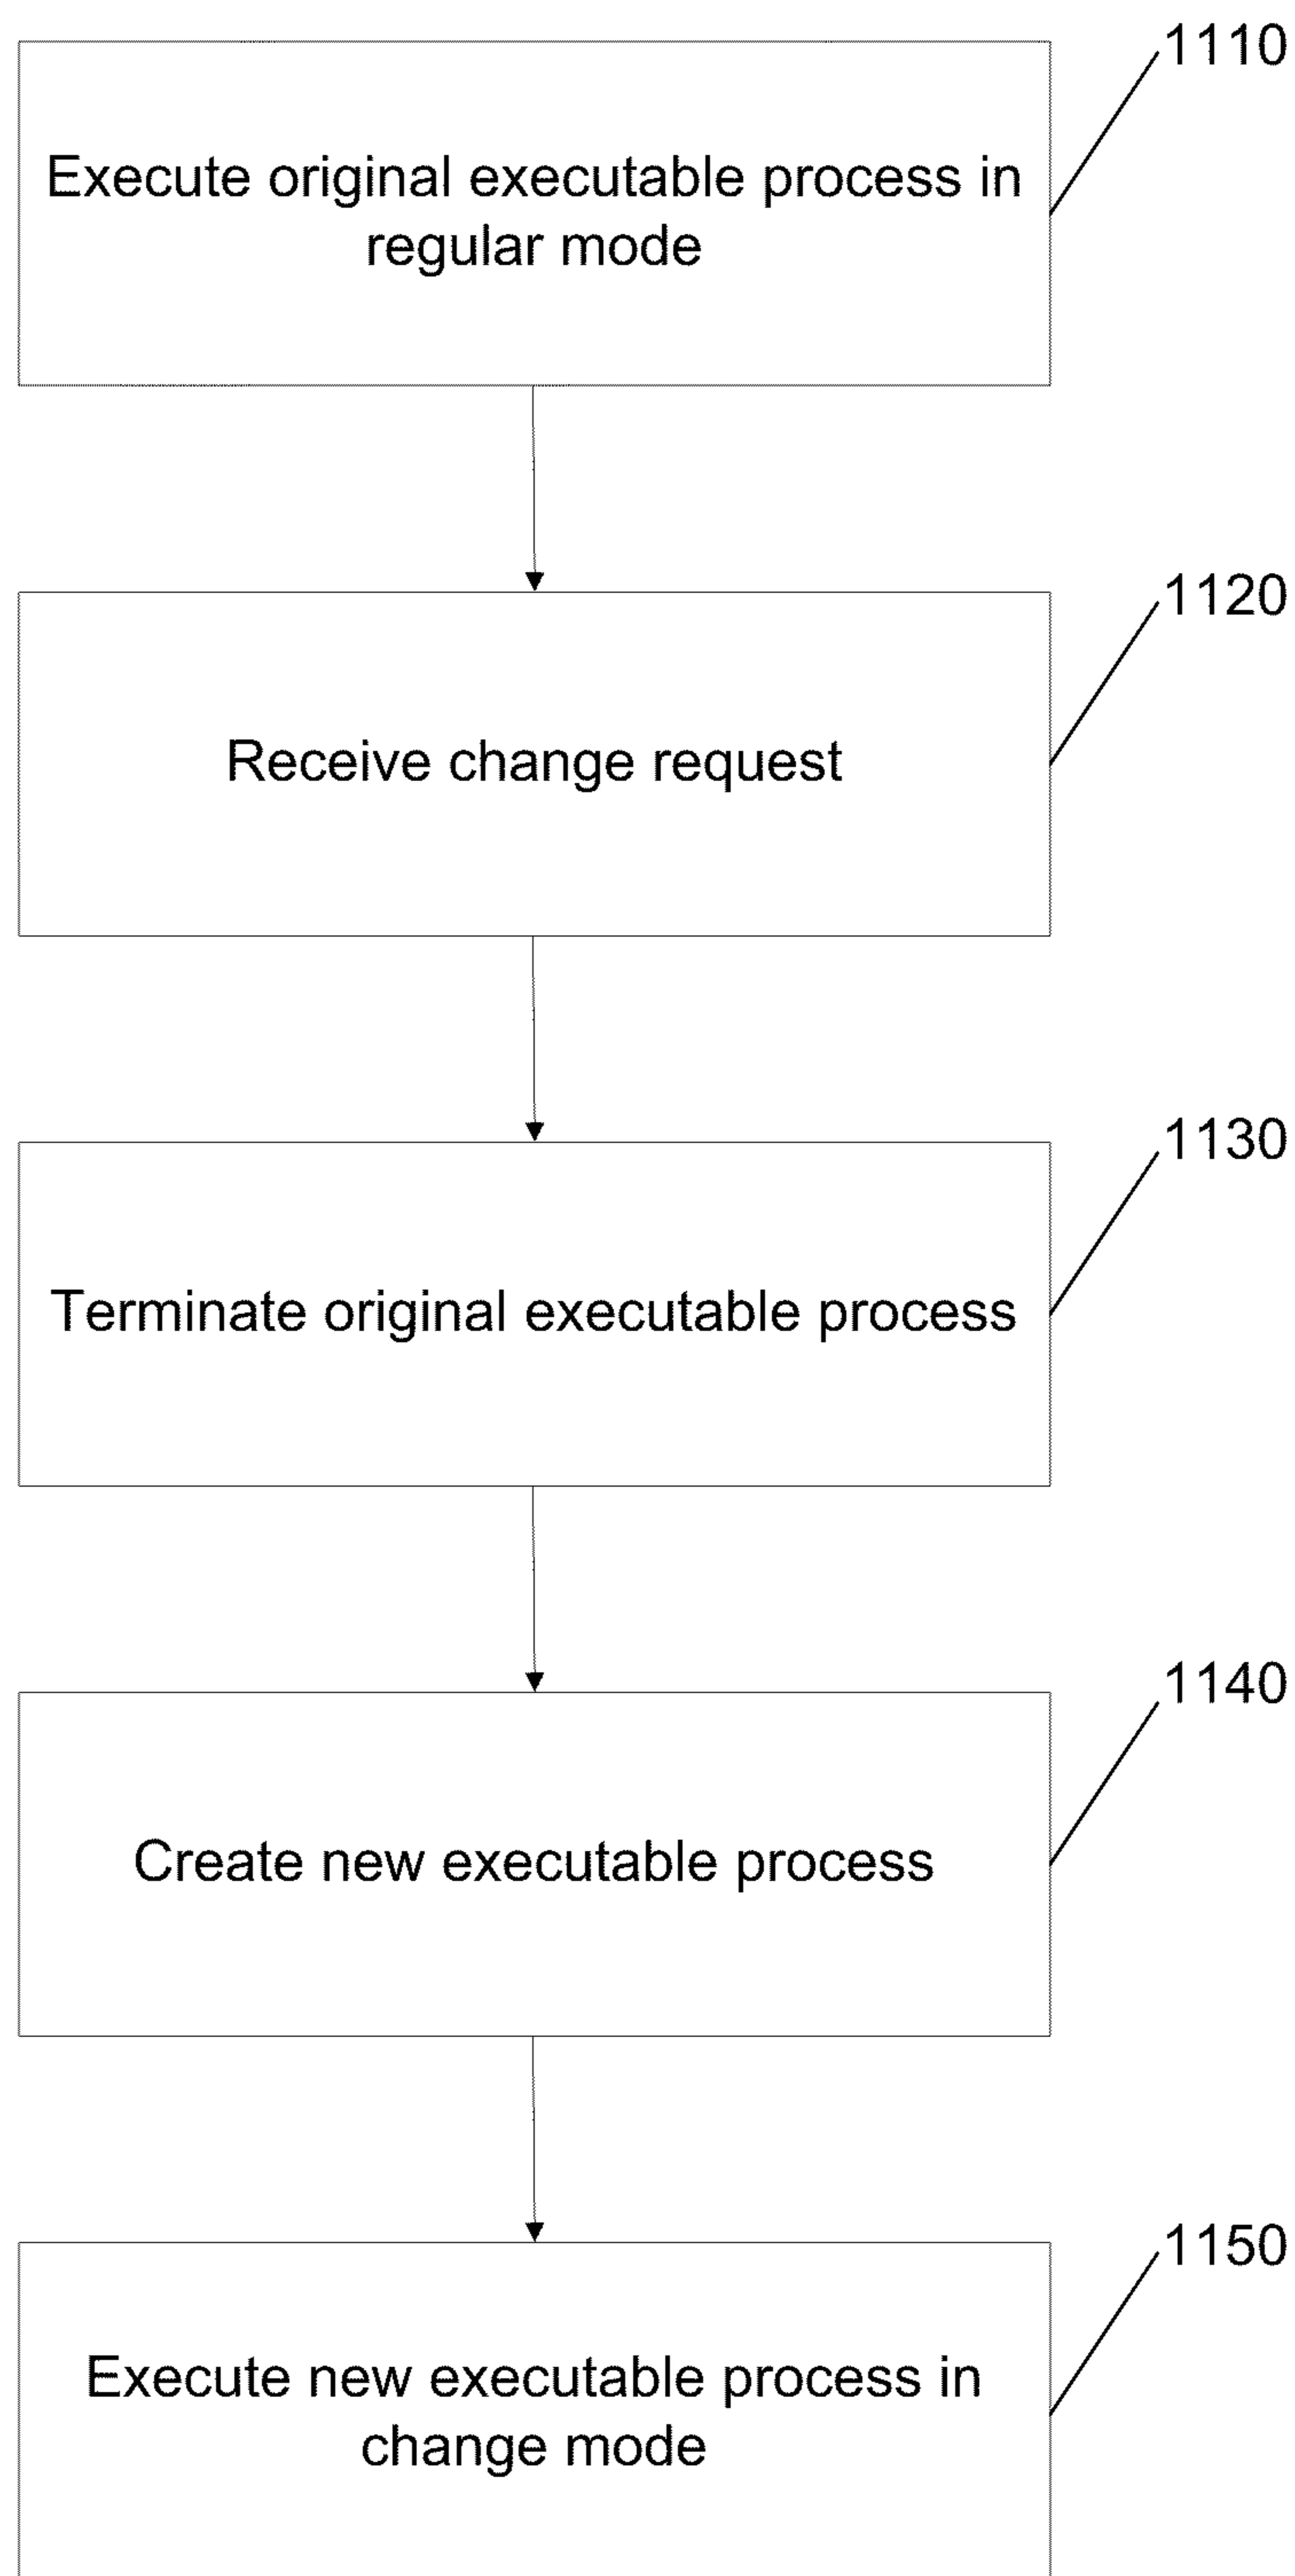 1110
Execute original executable process in
regular mode
1120
Receive change request
1130
Terminate original executable process
1140
Create new executable process
1150
Execute new executable process in
change mode